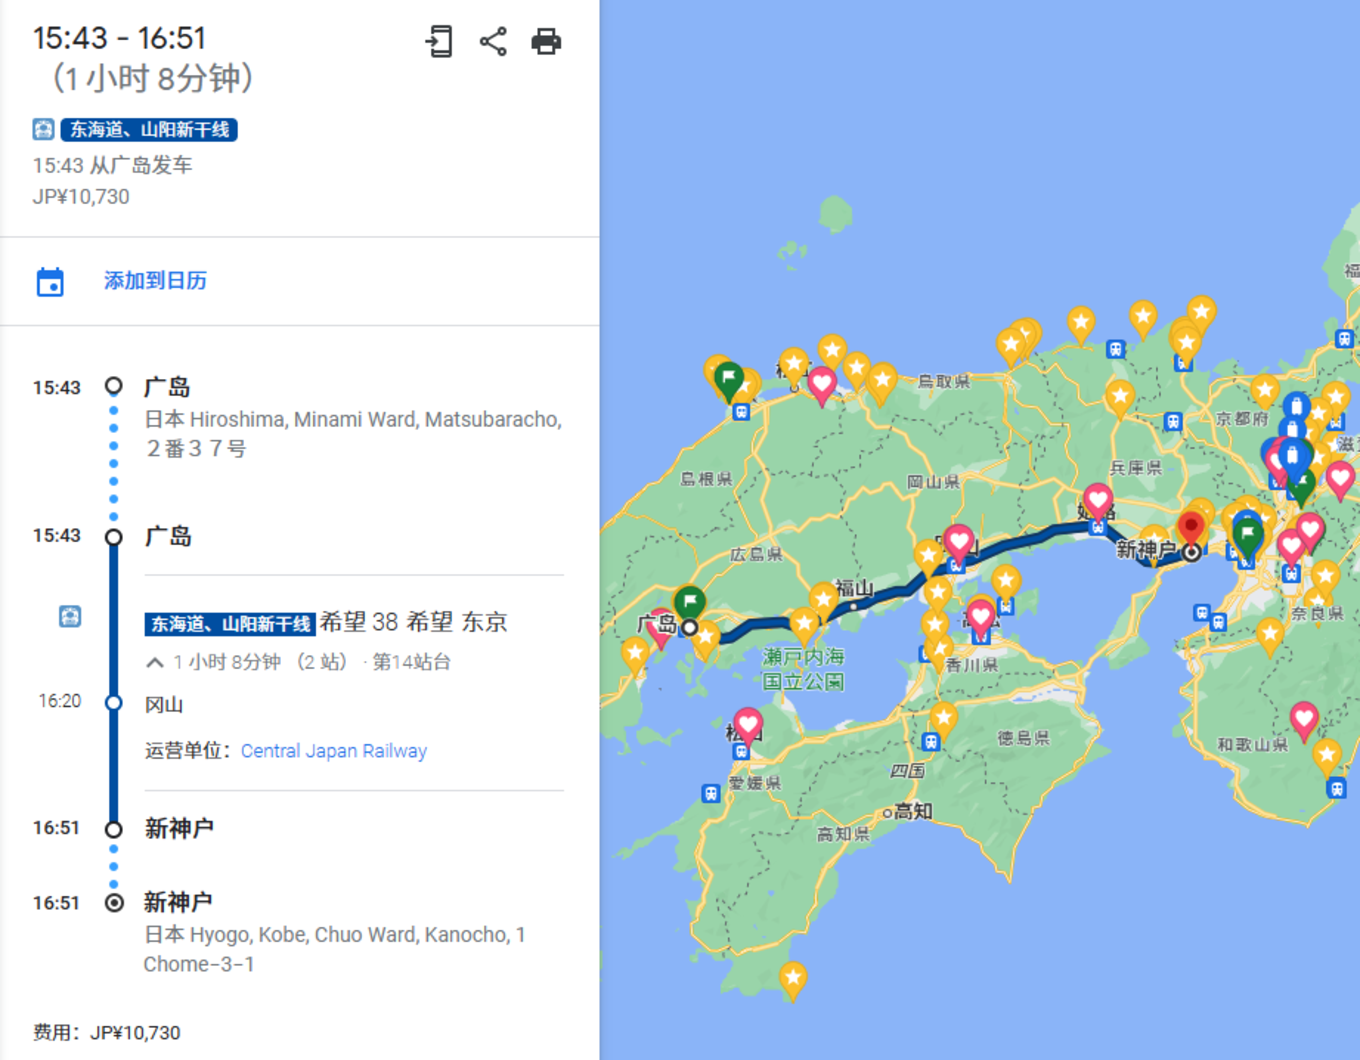 15:43 – 16:51
（1 小时 8分钟）
东海道、山阳新干线
15:43 从广岛发车
JP¥10,730
添加到日历
15:43 广岛
日本 Hiroshima, Minami Ward, Matsubaracho,
２番３７号
15:43 广岛
东海道、山阳新干线 希望 38 希望 东京
1 小时 8分钟 （2 站） · 第14站台
16:20 冈山
运营单位： Central Japan Railway
16:51 新神户
16:51 新神户
日本 Hyogo, Kobe, Chuo Ward, Kanocho, 1
Chome−3−1
费用： JP¥10,730
福
鳥取県
京都府
滋
兵庫県
島根県
岡山県
広島県
新神户
福山
广岛
奈良県
瀬戸内海
国立公園
香川県
徳島県
和歌山県
四国
愛媛県
高知
高知県